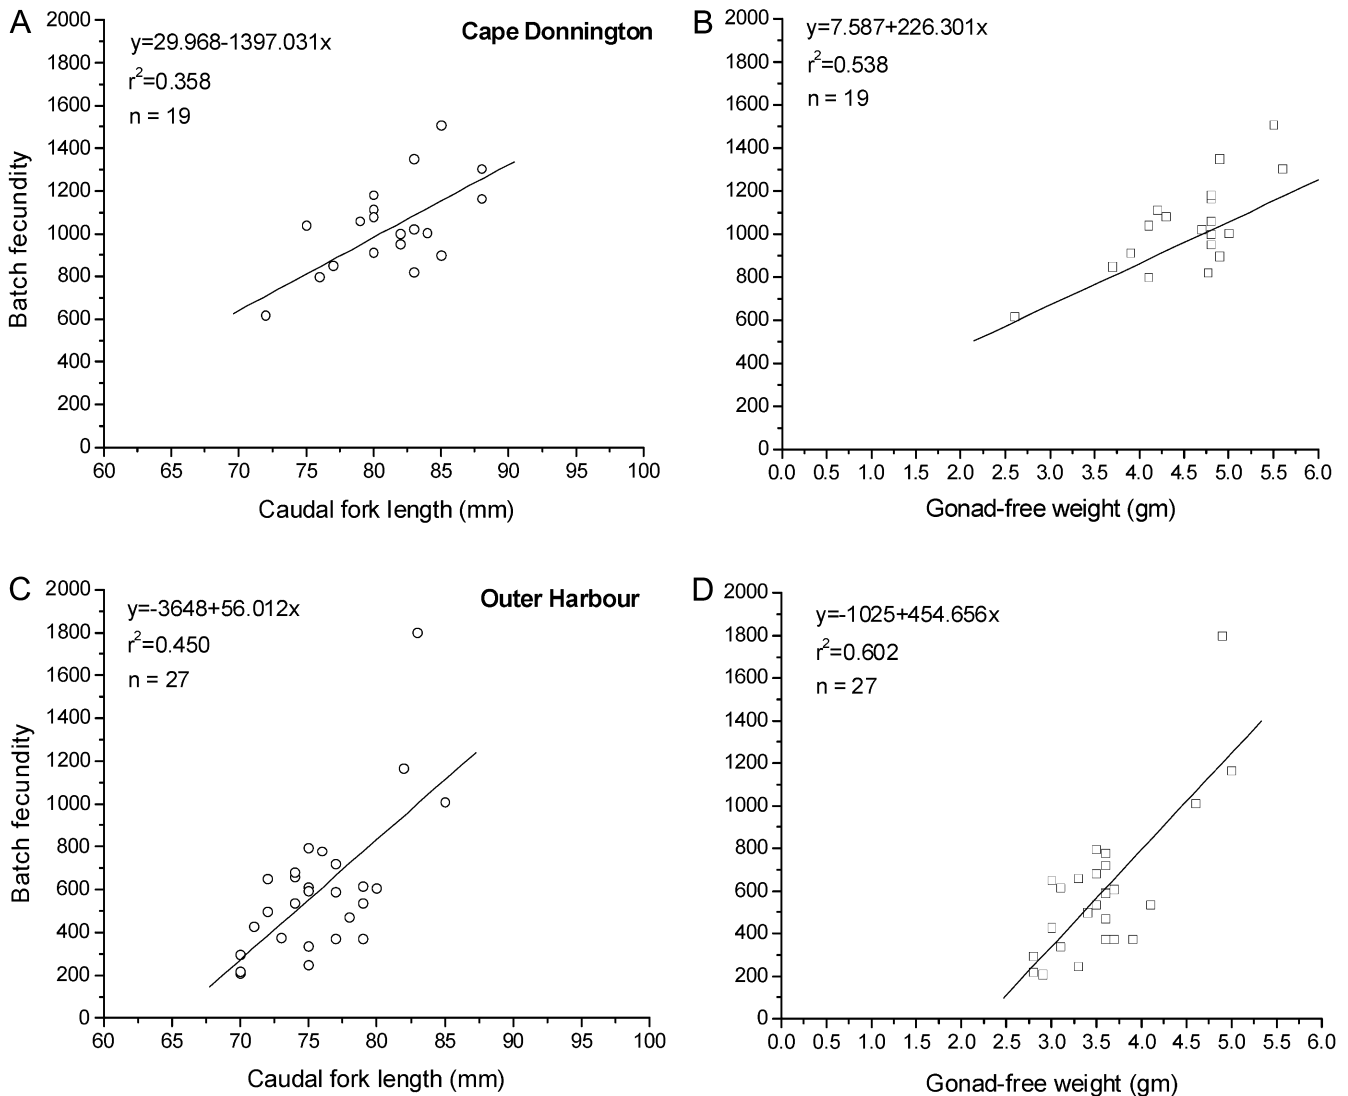 A
Cape Donnington
y=29.968-1397.031x
r²=0.358
n = 19
Batch fecundity
2000
1800
1600
1400
1200
1000
800
600
400
200
0
60 65 70 75 80 85 90 95 100
Caudal fork length (mm)
B
y=7.587+226.301x
r²=0.538
n = 19
2000
1800
1600
1400
1200
1000
800
600
400
200
0
0.0 0.5 1.0 1.5 2.0 2.5 3.0 3.5 4.0 4.5 5.0 5.5 6.0
Gonad-free weight (gm)
C
Outer Harbour
y=-3648+56.012x
r²=0.450
n = 27
Batch fecundity
2000
1800
1600
1400
1200
1000
800
600
400
200
0
60 65 70 75 80 85 90 95 100
Caudal fork length (mm)
D
y=-1025+454.656x
r²=0.602
n = 27
2000
1800
1600
1400
1200
1000
800
600
400
200
0
0.0 0.5 1.0 1.5 2.0 2.5 3.0 3.5 4.0 4.5 5.0 5.5 6.0
Gonad-free weight (gm)